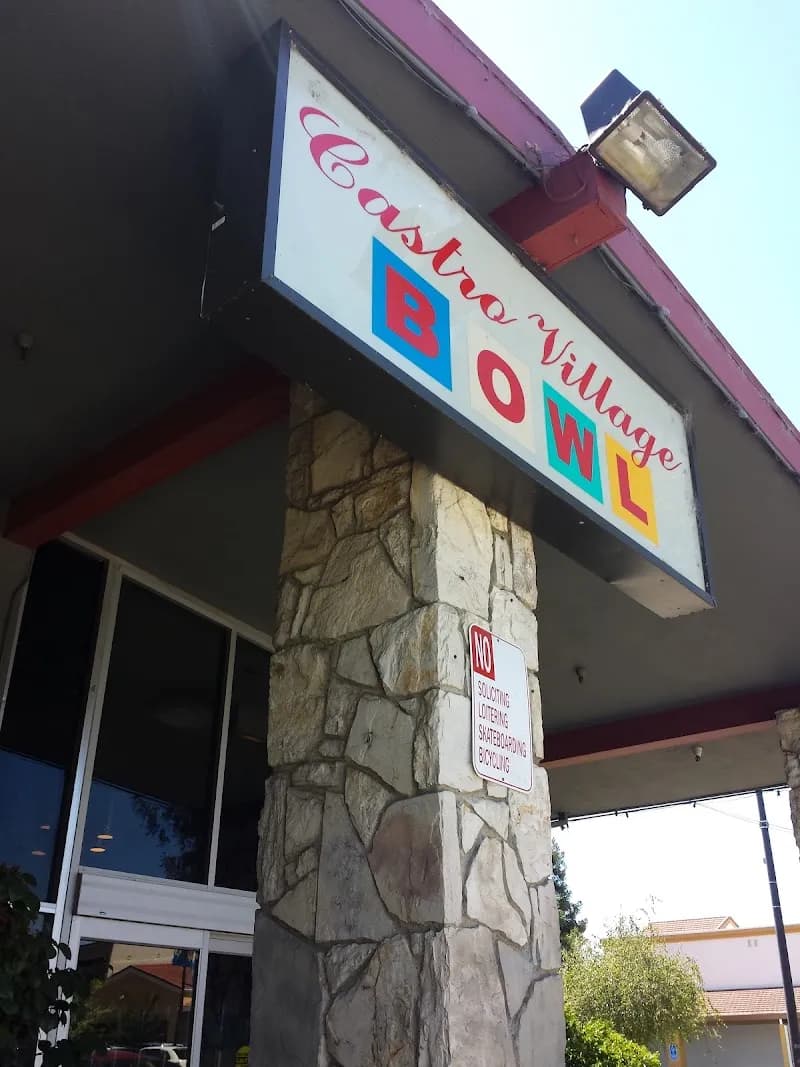 Castro Village
BOWL
NO
SOLICITING
LOITERING
SKATEBOARDING
BICYCLING